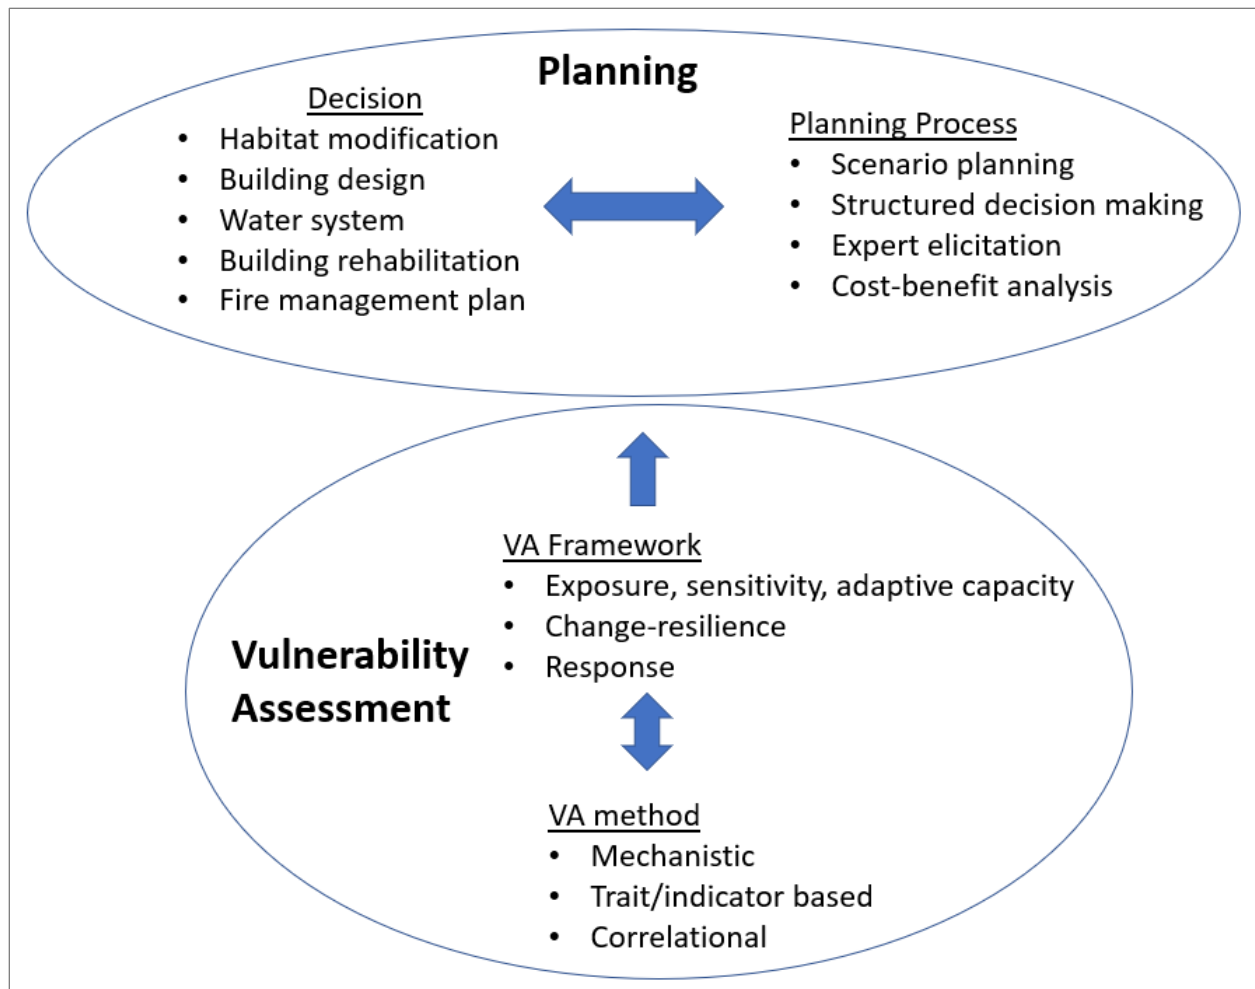 Planning
Decision
• Habitat modification
• Building design
• Water system
• Building rehabilitation
• Fire management plan
Planning Process
• Scenario planning
• Structured decision making
• Expert elicitation
• Cost-benefit analysis
VA Framework
• Exposure, sensitivity, adaptive capacity
• Change-resilience
• Response
Vulnerability
Assessment
VA method
• Mechanistic
• Trait/indicator based
• Correlational